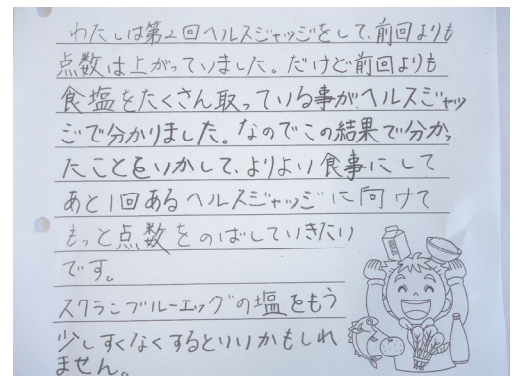 わたしは第2回ヘルスジャッジをして、前回よりも
点数は上がっていました。だけど前回よりも
食塩をたくさん取っている事がヘルスジャッ
ジで分かりました。なのでこの結果で分かっ
たことをいかして、よりよい食事にして
あと1回あるヘルスジャッジに向けて
もっと点数をのばしていきたい
です。
スクランブルーエッグの塩をもう
少しすくなくするといいかもしれ
ません。